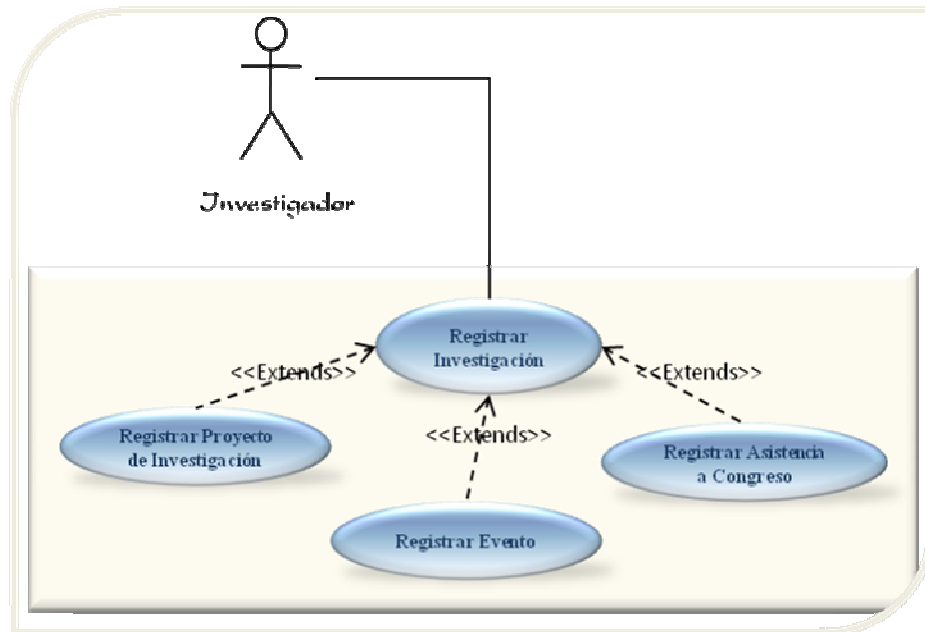 Investigador
Registrar
Investigación
<<Extends>>
<<Extends>>
<<Extends>>
Registrar Proyecto
de Investigación
Registrar Asistencia
a Congreso
Registrar Evento